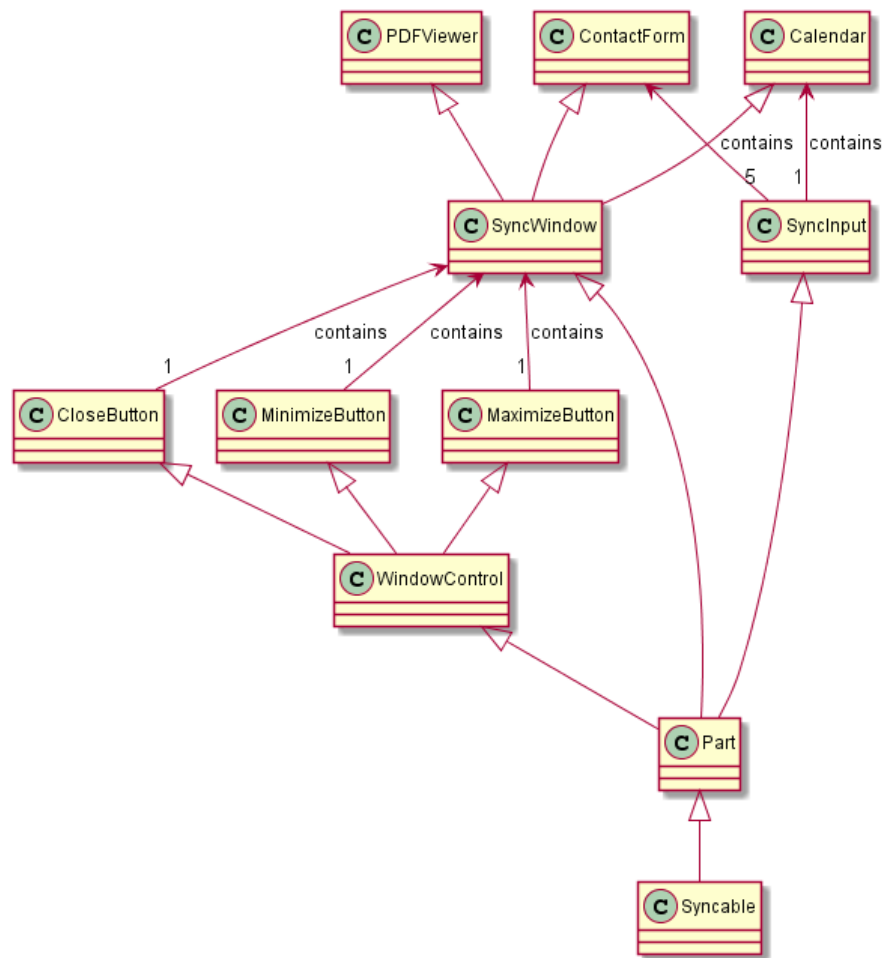 C PDFViewer
C ContactForm
C Calendar
contains
contains
5
1
C SyncWindow
C SyncInput
contains
contains
contains
1
1
1
C CloseButton
C MinimizeButton
C MaximizeButton
C WindowControl
C Part
C Syncable